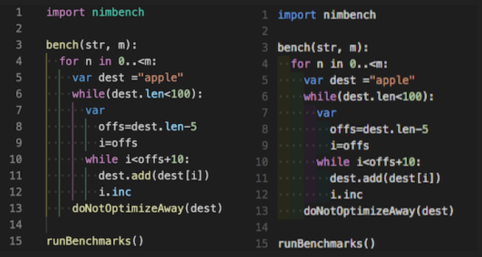 1 import nimbench
2
3 bench(str, m):
4 for n in 0..<m:
5 var dest ="apple"
6 while(dest.len<100):
7 var
8 offs=dest.len-5
9 i=offs
10 while i<offs+10:
11 dest.add(dest[i])
12 i.inc
13 doNotOptimizeAway(dest)
14
15 runBenchmarks()
1 import nimbench
2
3 bench(str, m):
4 for n in 0..<m:
5 var dest ="apple"
6 while(dest.len<100):
7 var
8 offs=dest.len-5
9 i=offs
10 while i<offs+10:
11 dest.add(dest[i])
12 i.inc
13 doNotOptimizeAway(dest)
14
15 runBenchmarks()